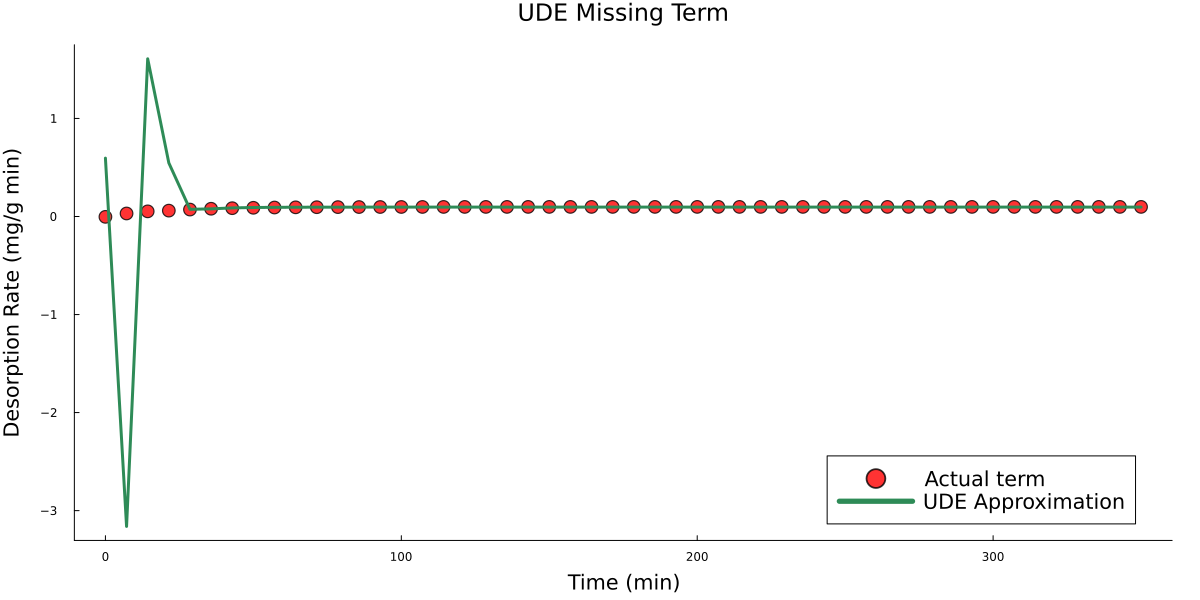 UDE Missing Term
Desorption Rate (mg/g min)
1
0
−1
−2
−3
0
100
200
300
Time (min)
Actual term
UDE Approximation